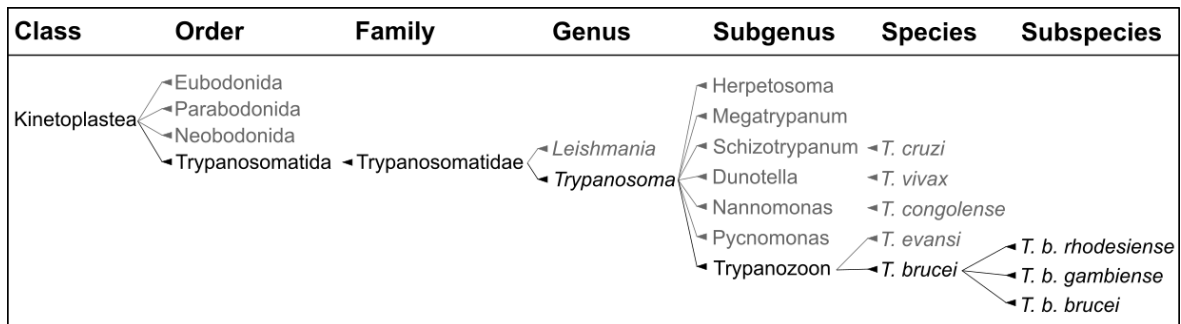 Class Order Family Genus Subgenus Species Subspecies
Eubodonida Herpetosoma
Parabodonida Megatrypanum
Kinetoplastea
Neobodonida Leishmania Schizotrypanum T. cruzi
Trypanosomatida Trypanosomatidae
Trypanosoma Dunotella T. vivax
Nannomonas T. congolense
Pycnomonas T. evansi T. b. rhodesiense
Trypanozoon T. brucei T. b. gambiense
T. b. brucei